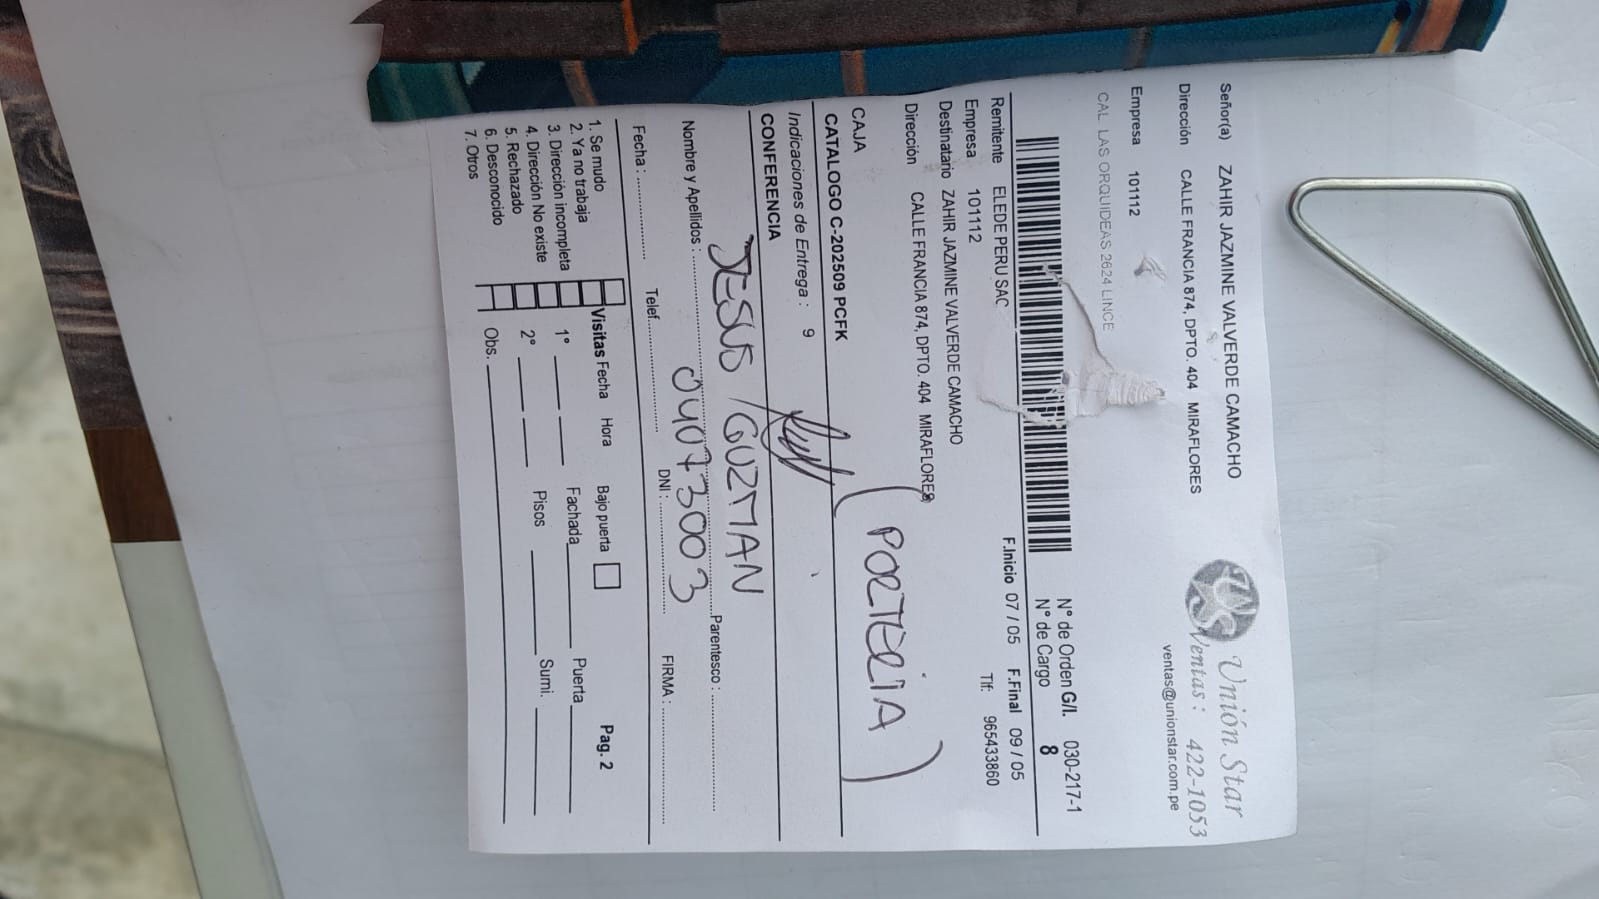 Señor(a) ZAHIR JAZMINE VALVERDE CAMACHO
Unión Star
Dirección CALLE FRANCIA 874, DPTO. 404 MIRAFLORES
Ventas : 422-1053
ventas@unionstar.com.pe
Empresa 101112
CAL LAS ORQUIDEAS 2624 LINCE
N° de Orden G/I. 030-217-1
N° de Cargo 8
Remitente ELEDE PERU SAC
F.Inicio 07 / 05 F.Final 09 / 05
Empresa 101112
Tlf: 965433860
Destinatario ZAHIR JAZMINE VALVERDE CAMACHO
Dirección CALLE FRANCIA 874, DPTO. 404 MIRAFLORES
CAJA
(PORTERIA)
CATALOGO C-202509 PCFK
Indicaciones de Entrega : 9
CONFERENCIA
JESUS GUZMAN
Nombre y Apellidos : Parentesco :
04073003
Fecha : Telef. DNI : FIRMA :
1. Se mudo
2. Ya no trabaja
3. Dirección incompleta
4. Dirección No existe
5. Rechazado
6. Desconocido
7. Otros
Visitas Fecha Hora Bajo puerta Pag. 2
1° Fachada Puerta
2° Pisos Sumi.
Obs.